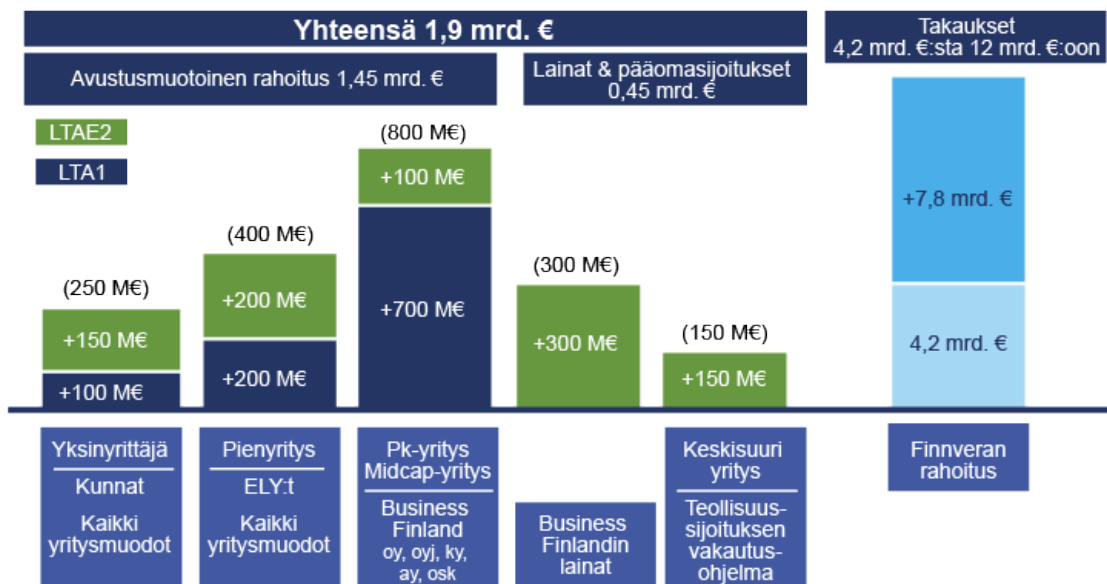 Yhteensä 1,9 mrd. €
Takaukset
4,2 mrd. €:sta 12 mrd. €:oon
Avustusmuotoinen rahoitus 1,45 mrd. €
Lainat & pääomasijoitukset
0,45 mrd. €
LTAE2
LTA1
(250 M€)
+150 M€
+100 M€
(400 M€)
+200 M€
+200 M€
(800 M€)
+100 M€
+700 M€
(300 M€)
+300 M€
(150 M€)
+150 M€
+7,8 mrd. €
4,2 mrd. €
Yksinyrittäjä
Kunnat
Kaikki
yritysmuodot
Pienyritys
ELY:t
Kaikki
yritysmuodot
Pk-yritys
Midcap-yritys
Business
Finland
oy, oyj, ky,
ay, osk
Business
Finlandin
lainat
Keskisuuri
yritys
Teollisuus-
sijoituksen
vakautus-
ohjelma
Finnveran
rahoitus